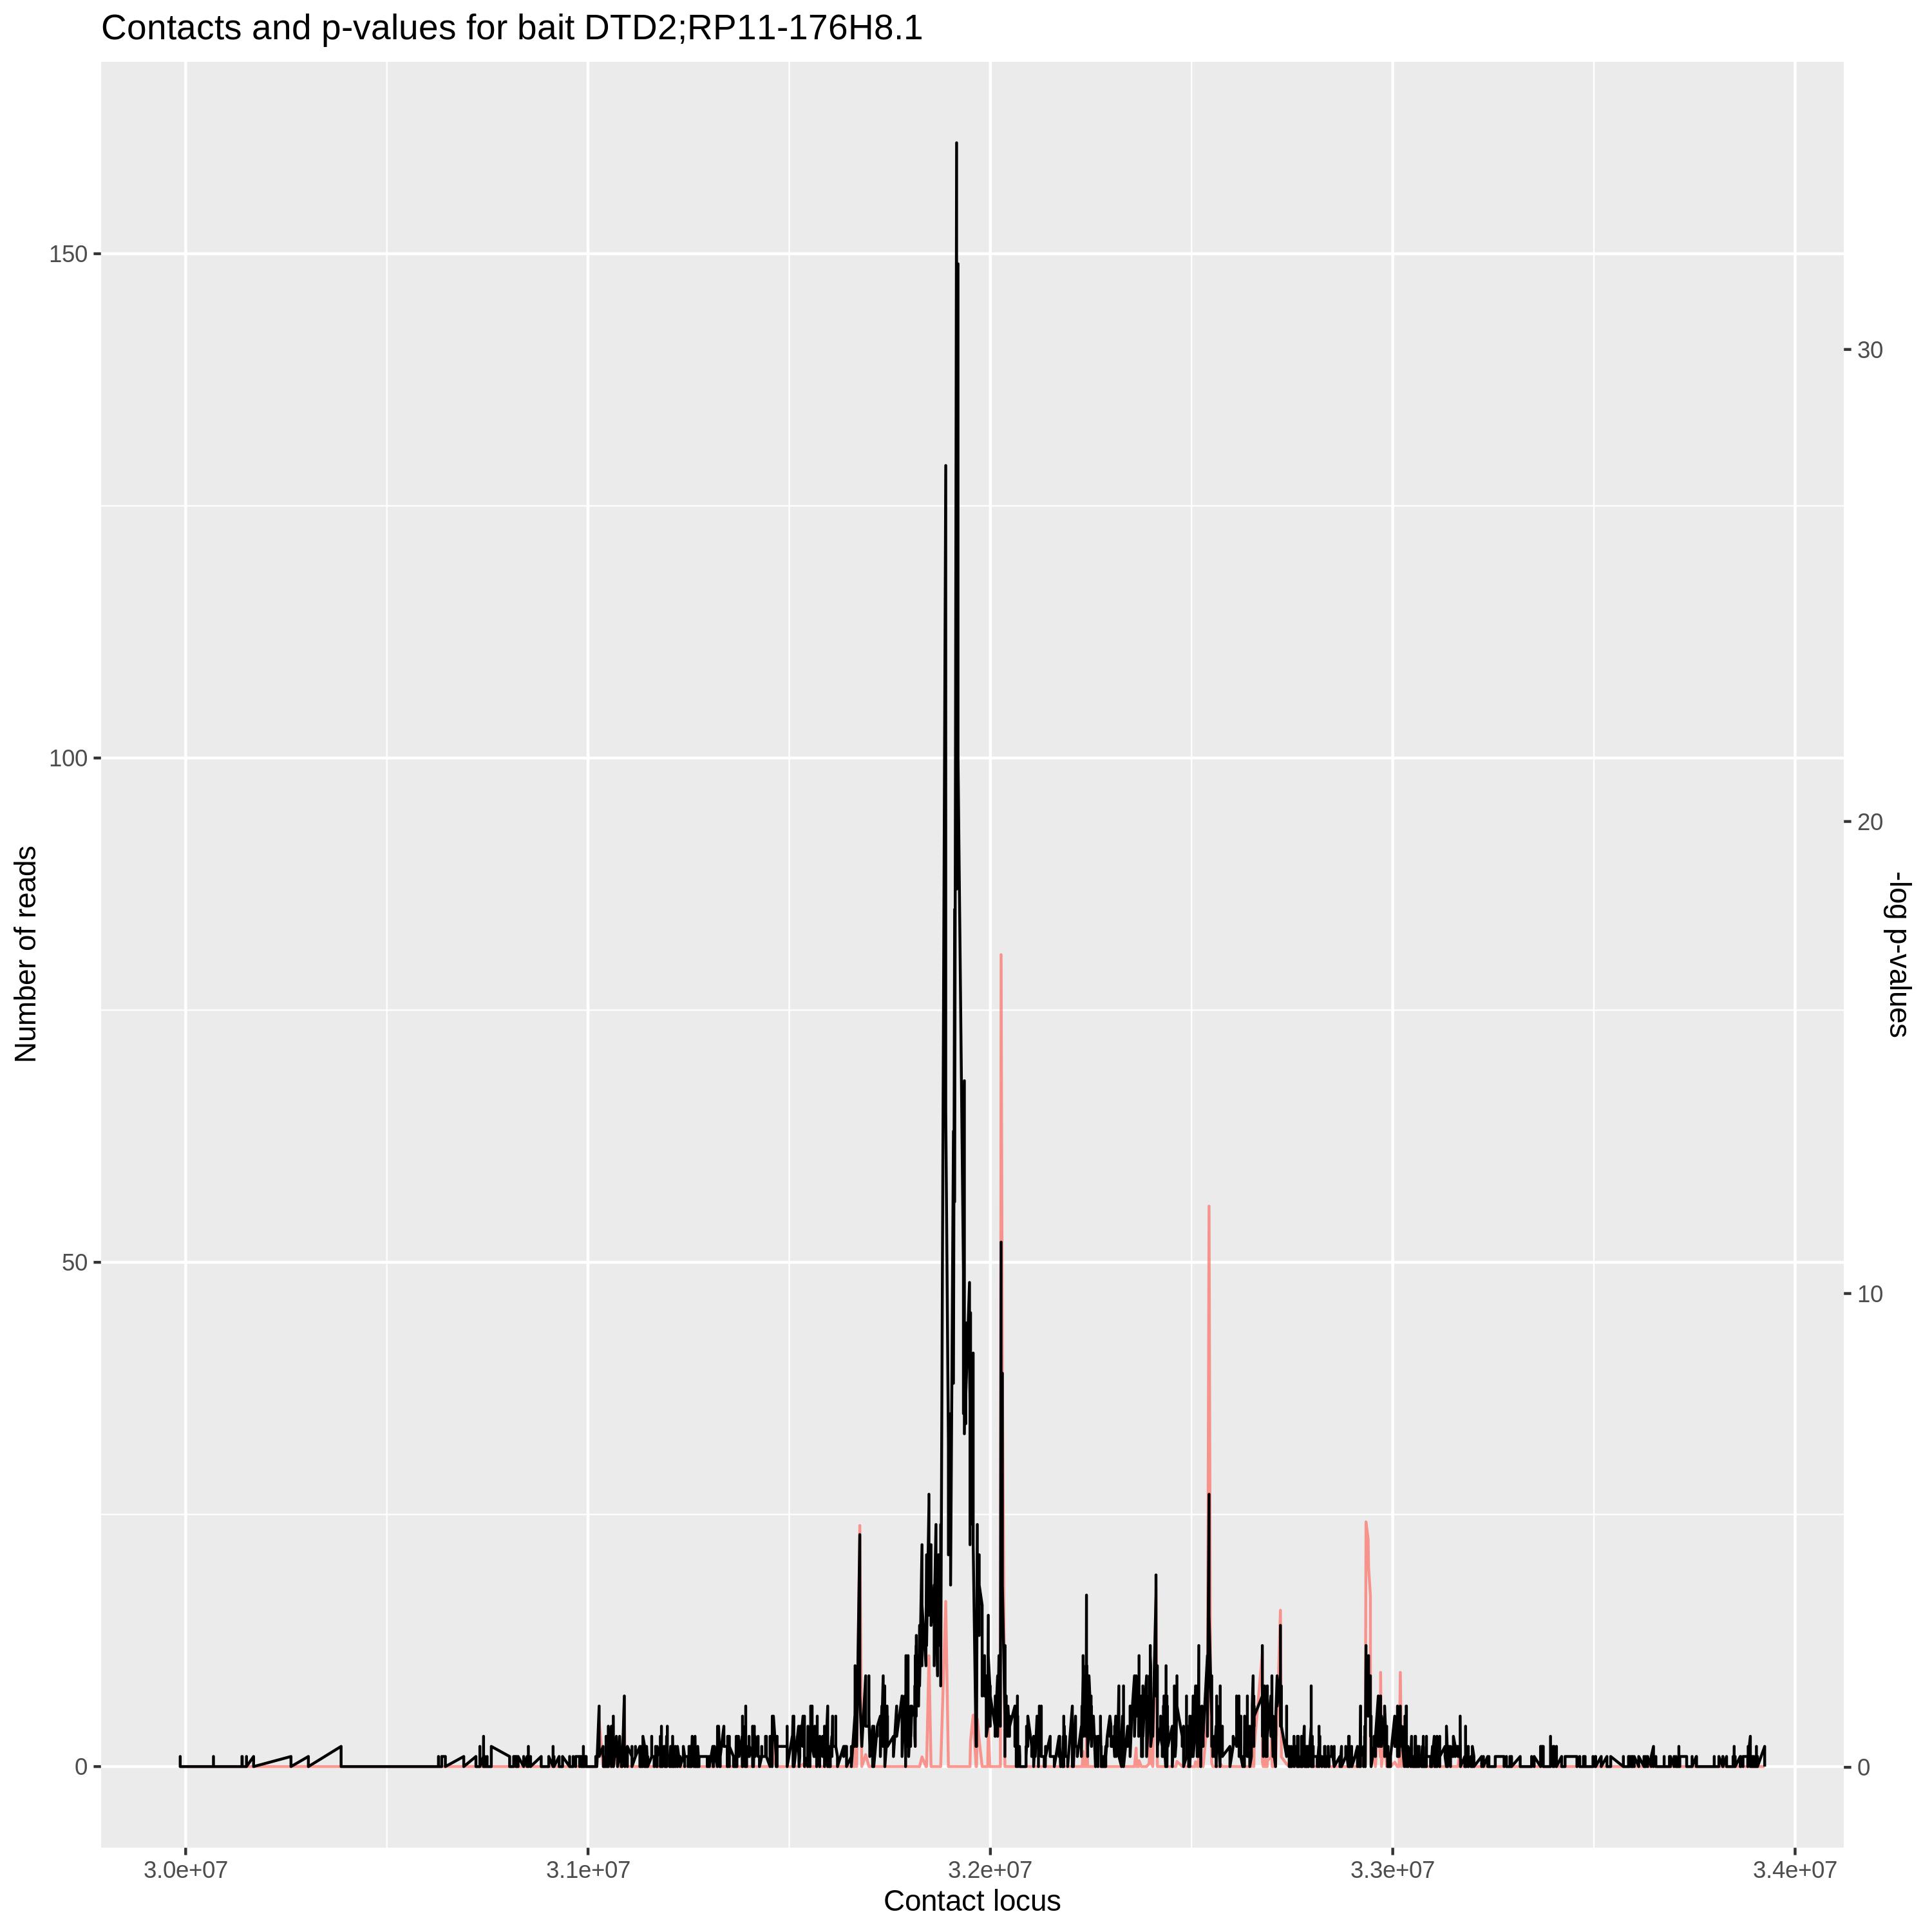 Contacts and p-values for bait DTD2;RP11-176H8.1
150
100
50
0
Number of reads
30
20
10
0
-log p-values
3.0e+07 3.1e+07 3.2e+07 3.3e+07 3.4e+07
Contact locus